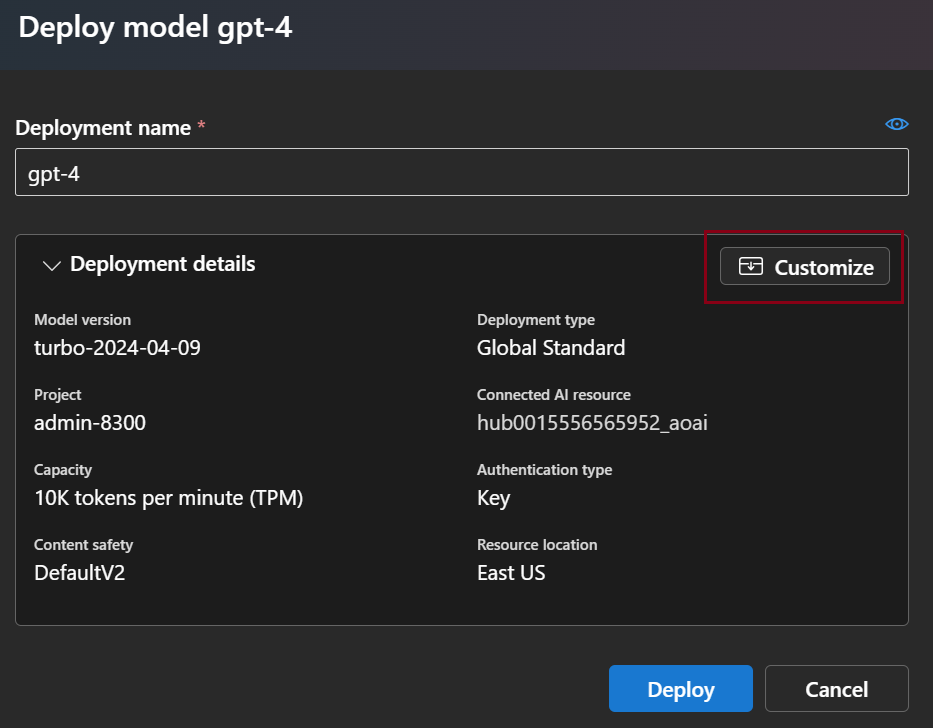 Deploy model gpt-4
Deployment name *
gpt-4
Deployment details
Customize
Model version
turbo-2024-04-09
Deployment type
Global Standard
Project
admin-8300
Connected AI resource
hub0015556565952_aoai
Capacity
10K tokens per minute (TPM)
Authentication type
Key
Content safety
DefaultV2
Resource location
East US
Deploy
Cancel